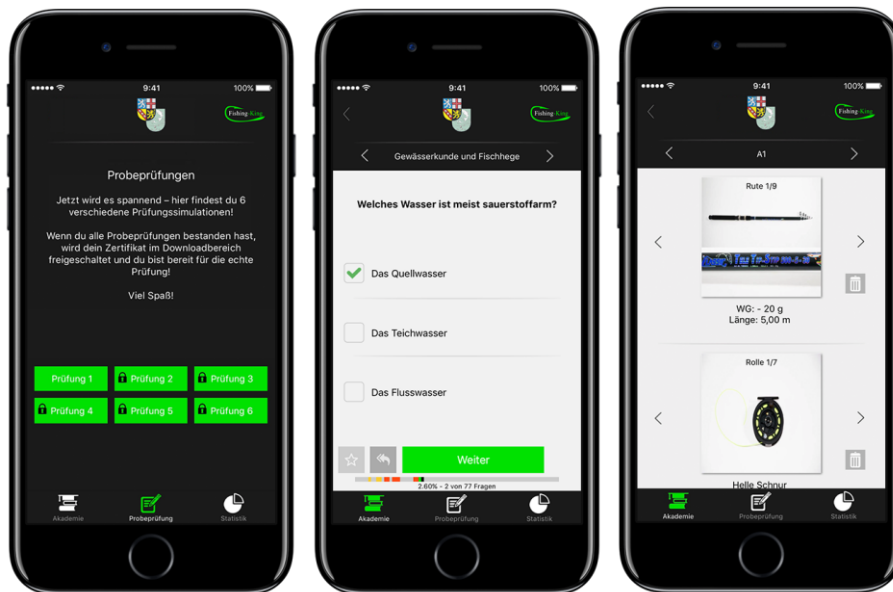 9:41
100%
Fishing-King
Probeprüfungen
Jetzt wird es spannend – hier findest du 6
verschiedene Prüfungssimulationen!
Wenn du alle Probeprüfungen bestanden hast,
wird dein Zertifikat im Downloadbereich
freigeschaltet und du bist bereit für die echte
Prüfung!
Viel Spaß!
Prüfung 1
Prüfung 2
Prüfung 3
Prüfung 4
Prüfung 5
Prüfung 6
Akademie
Probeprüfung
Statistik
9:41
100%
Fishing-King
Gewässerkunde und Fischhege
Welches Wasser ist meist sauerstoffarm?
Das Quellwasser
Das Teichwasser
Das Flusswasser
Weiter
2.60% - 2 von 77 Fragen
Akademie
Probeprüfung
Statistik
9:41
100%
Fishing-King
A1
Rute 1/9
WG: - 20 g
Länge: 5,00 m
Rolle 1/7
Helle Schnur
Akademie
Probeprüfung
Statistik